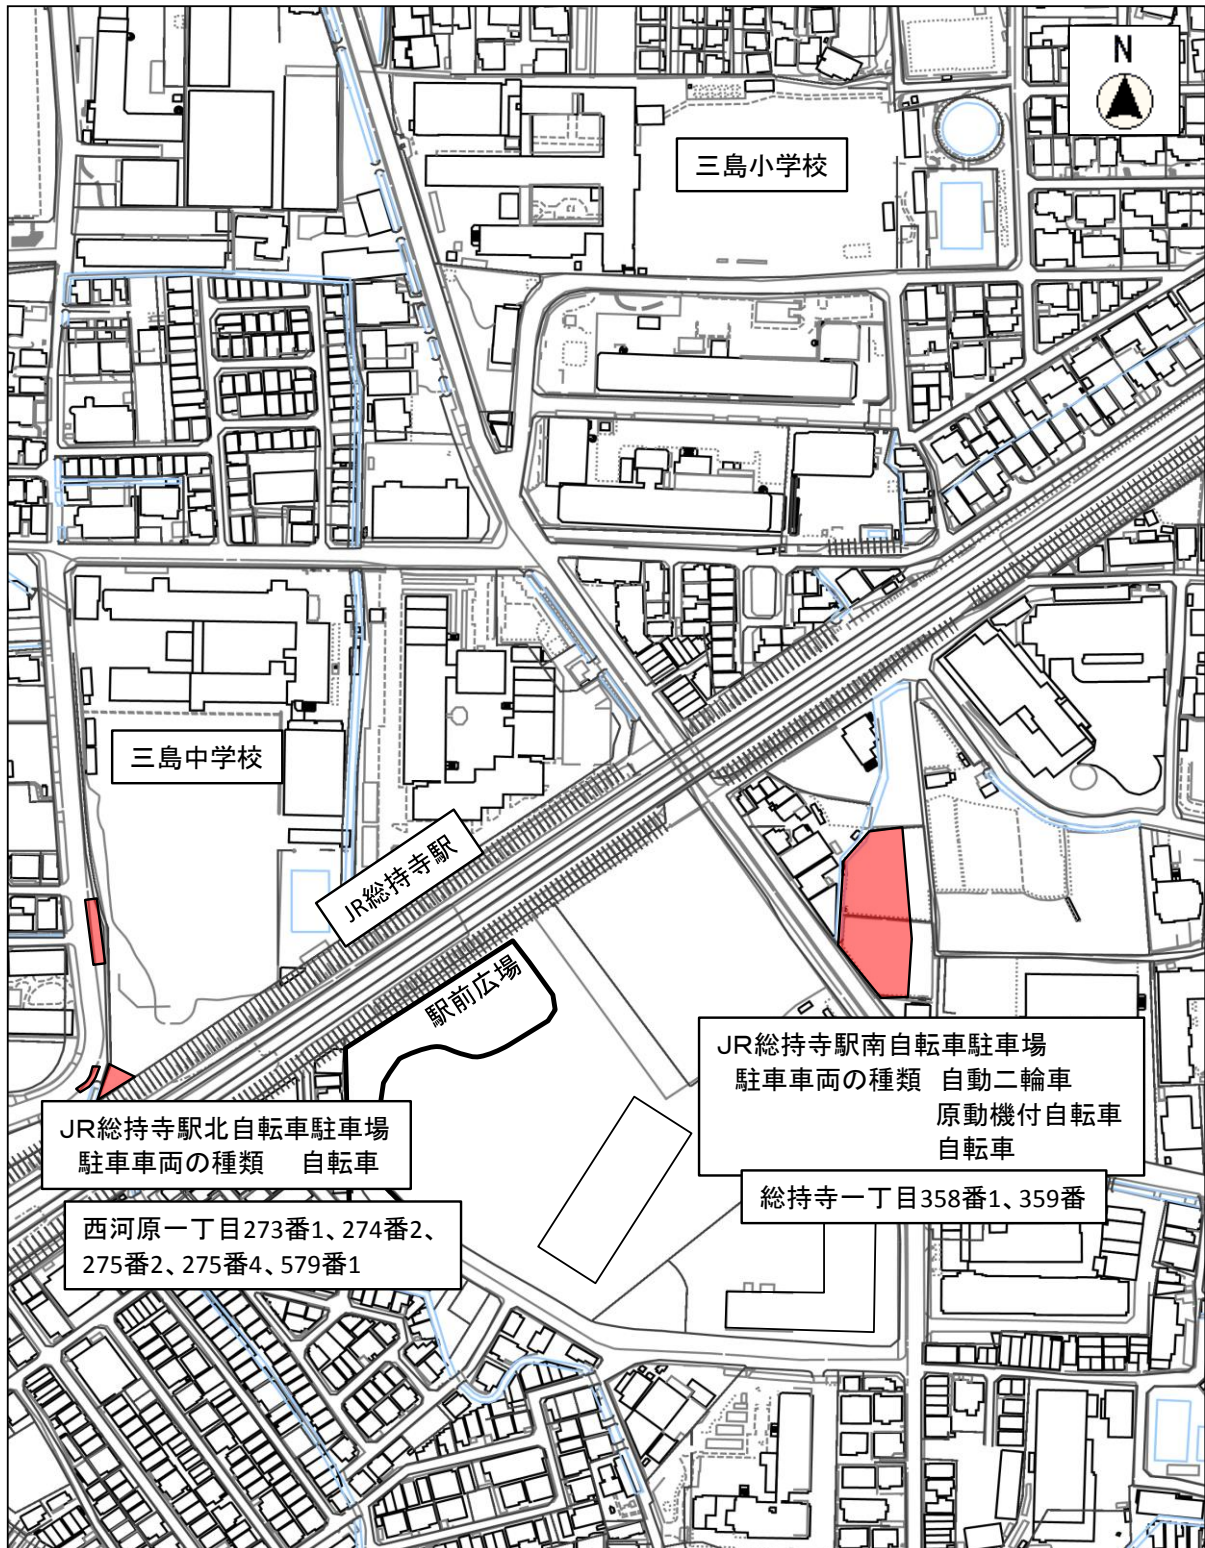 N
三島小学校
三島中学校
JR総持寺駅
駅前広場
JR総持寺駅南自転車駐車場
駐車車両の種類 自動二輪車
原動機付自転車
自転車
総持寺一丁目358番1、359番
JR総持寺駅北自転車駐車場
駐車車両の種類 自転車
西河原一丁目273番1、274番2、
275番2、275番4、579番1